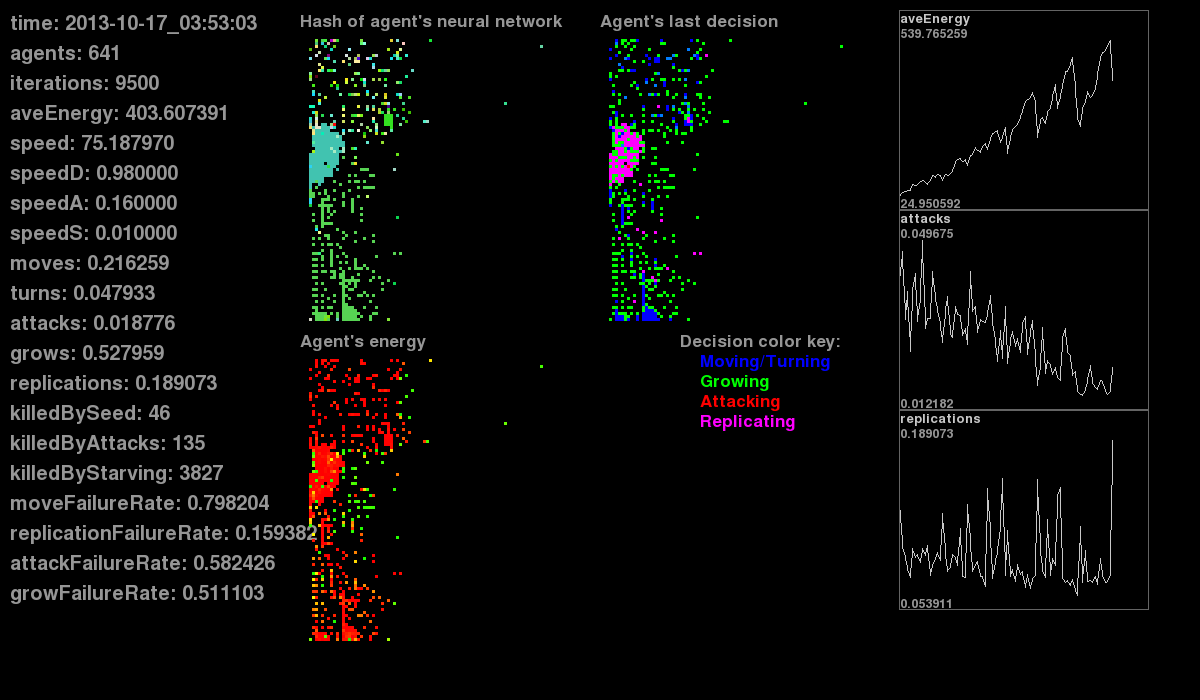 time: 2013-10-17_03:53:03
agents: 641
iterations: 9500
aveEnergy: 403.607391
speed: 75.187970
speedD: 0.980000
speedA: 0.160000
speedS: 0.010000
moves: 0.216259
turns: 0.047933
attacks: 0.018776
grows: 0.527959
replications: 0.189073
killedBySeed: 46
killedByAttacks: 135
killedByStarving: 3827
moveFailureRate: 0.798204
replicationFailureRate: 0.159382
attackFailureRate: 0.582426
growFailureRate: 0.511103
Hash of agent's neural network
Agent's last decision
Agent's energy
Decision color key:
Moving/Turning
Growing
Attacking
Replicating
aveEnergy
539.765259
24.950592
attacks
0.049675
0.012182
replications
0.189073
0.053911